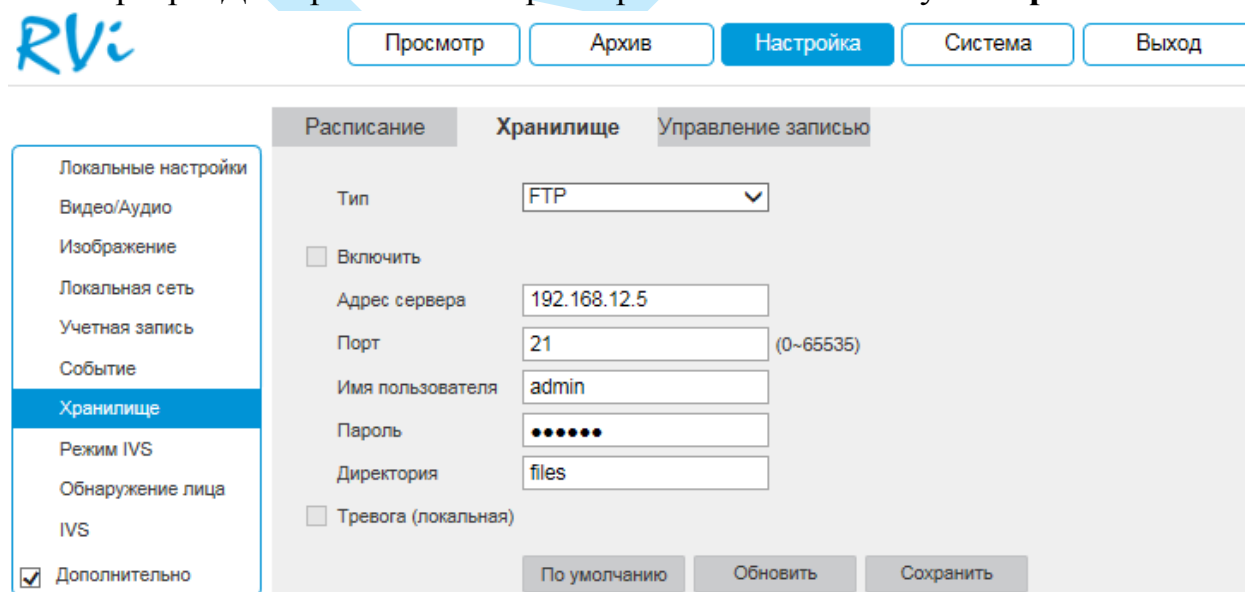 RVi
Просмотр Архив Настройка Система Выход
Расписание Хранилище Управление записью
Локальные настройки
Видео/Аудио
Изображение
Локальная сеть
Учетная запись
Событие
Хранилище
Режим IVS
Обнаружение лица
IVS
Дополнительно
Тип FTP
Включить
Адрес сервера 192.168.12.5
Порт 21 (0~65535)
Имя пользователя admin
Пароль ●●●●●●
Директория files
Тревога (локальная)
По умолчанию Обновить Сохранить